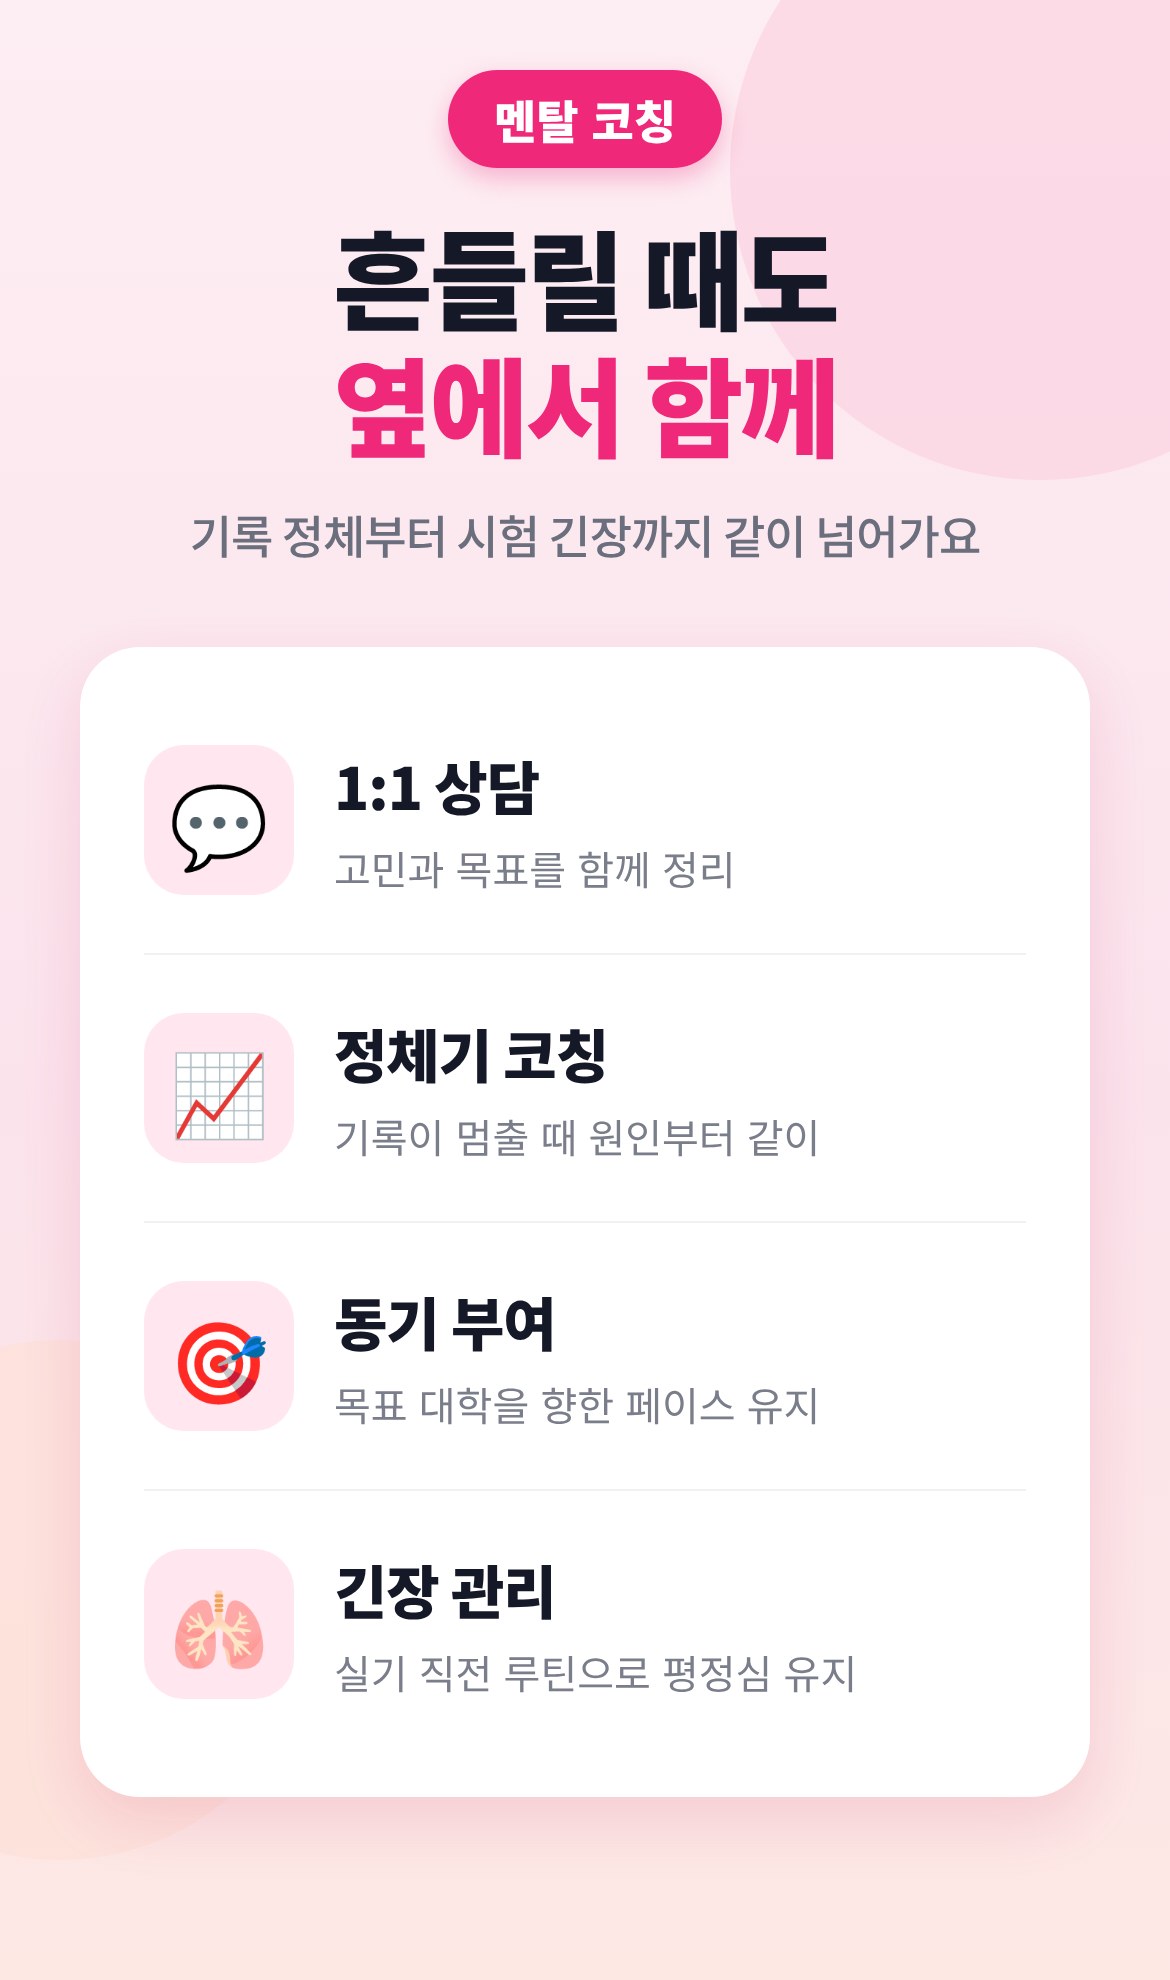 멘탈 코칭
흔들릴 때도
옆에서 함께
기록 정체부터 시험 긴장까지 같이 넘어가요
1:1 상담
고민과 목표를 함께 정리
정체기 코칭
기록이 멈출 때 원인부터 같이
동기 부여
목표 대학을 향한 페이스 유지
긴장 관리
실기 직전 루틴으로 평정심 유지